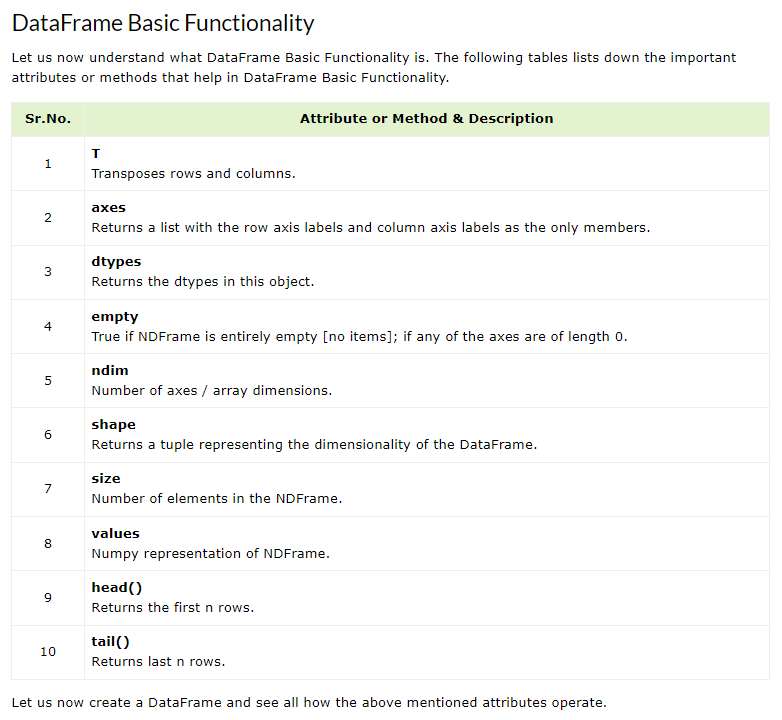 DataFrame Basic Functionality
Let us now understand what DataFrame Basic Functionality is. The following tables lists down the important
attributes or methods that help in DataFrame Basic Functionality.
Sr.No. Attribute or Method & Description
1
T
Transposes rows and columns.
2
axes
Returns a list with the row axis labels and column axis labels as the only members.
3
dtypes
Returns the dtypes in this object.
4
empty
True if NDFrame is entirely empty [no items]; if any of the axes are of length 0.
5
ndim
Number of axes / array dimensions.
6
shape
Returns a tuple representing the dimensionality of the DataFrame.
7
size
Number of elements in the NDFrame.
8
values
Numpy representation of NDFrame.
9
head()
Returns the first n rows.
10
tail()
Returns last n rows.
Let us now create a DataFrame and see all how the above mentioned attributes operate.